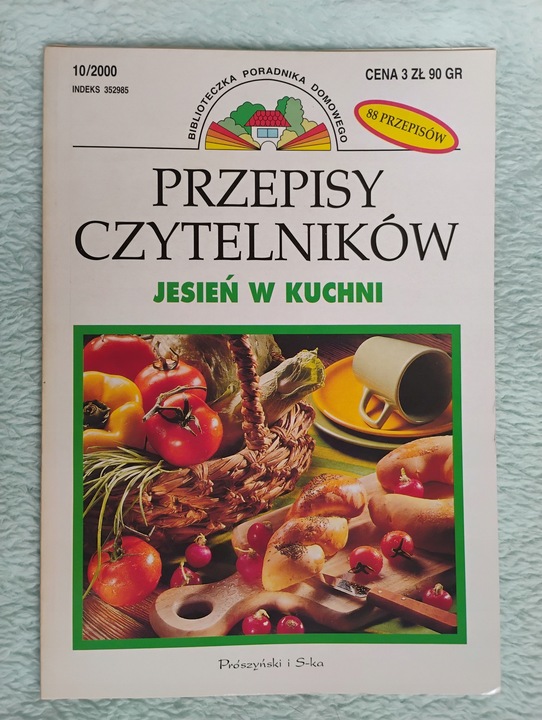 10/2000
INDEKS 352985
BIBLIOTECZKA PORADNIKA DOMOWEGO
CENA 3 ZŁ 90 GR
88 PRZEPISÓW
PRZEPISY
CZYTELNIKÓW
JESIEŃ W KUCHNI
Prószyński i S-ka